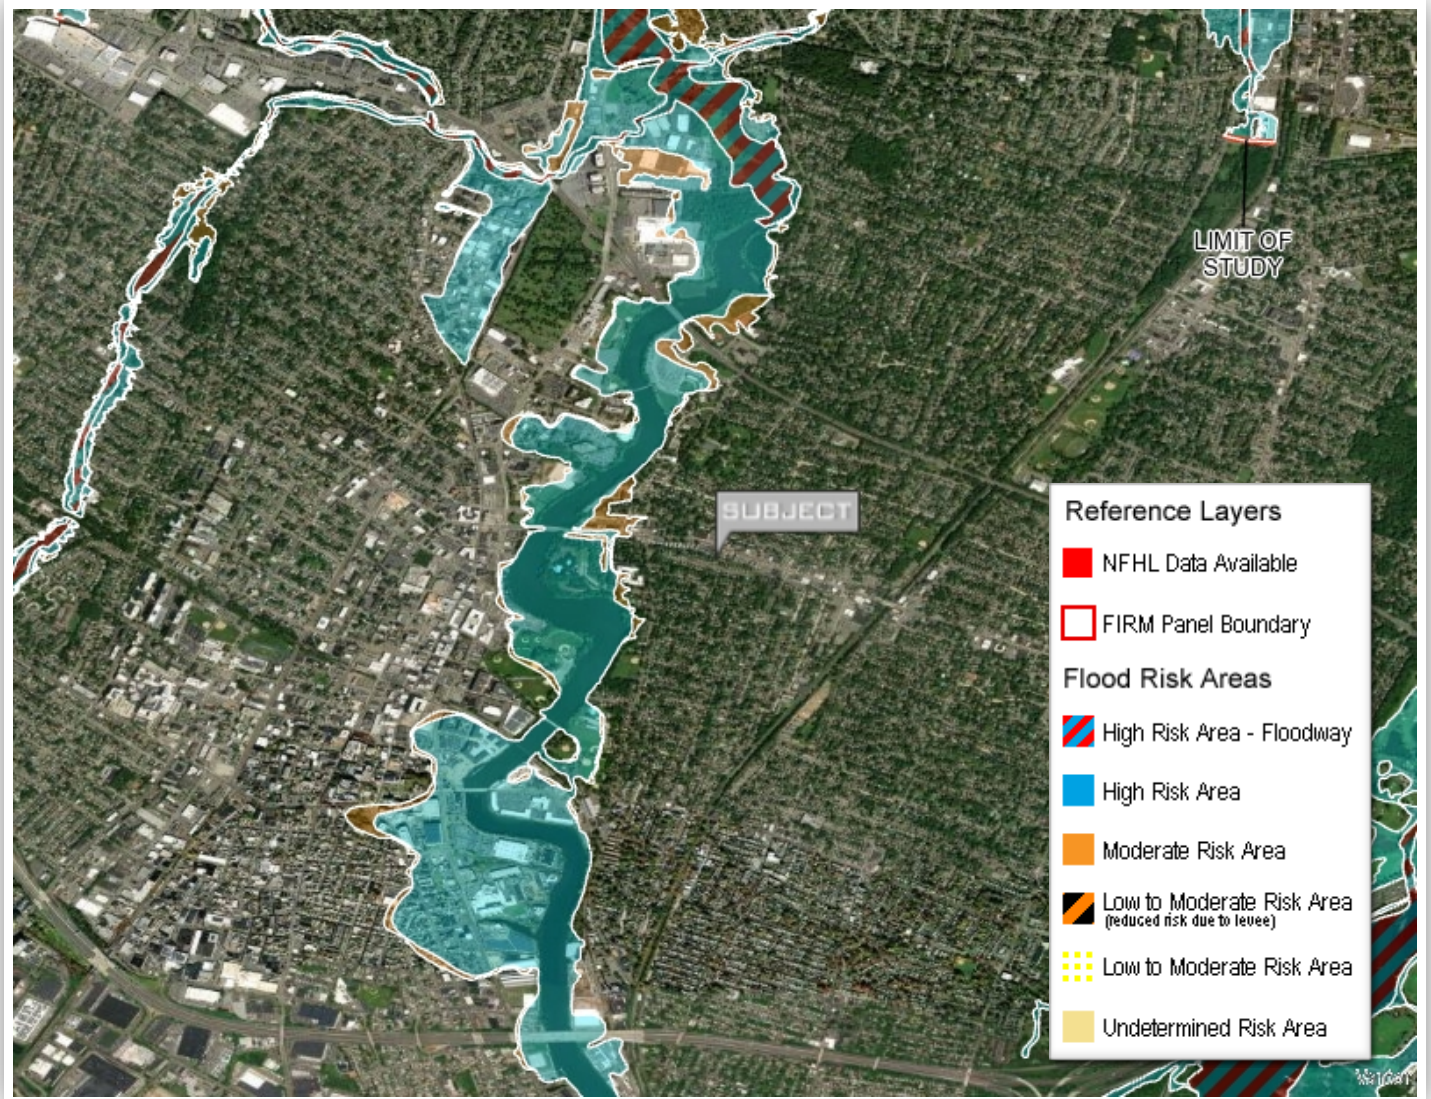 LIMIT OF
STUDY
SUBJECT
Reference Layers
NFHL Data Available
FIRM Panel Boundary
Flood Risk Areas
High Risk Area - Floodway
High Risk Area
Moderate Risk Area
Low to Moderate Risk Area
(reduced risk due to levee)
Low to Moderate Risk Area
Undetermined Risk Area